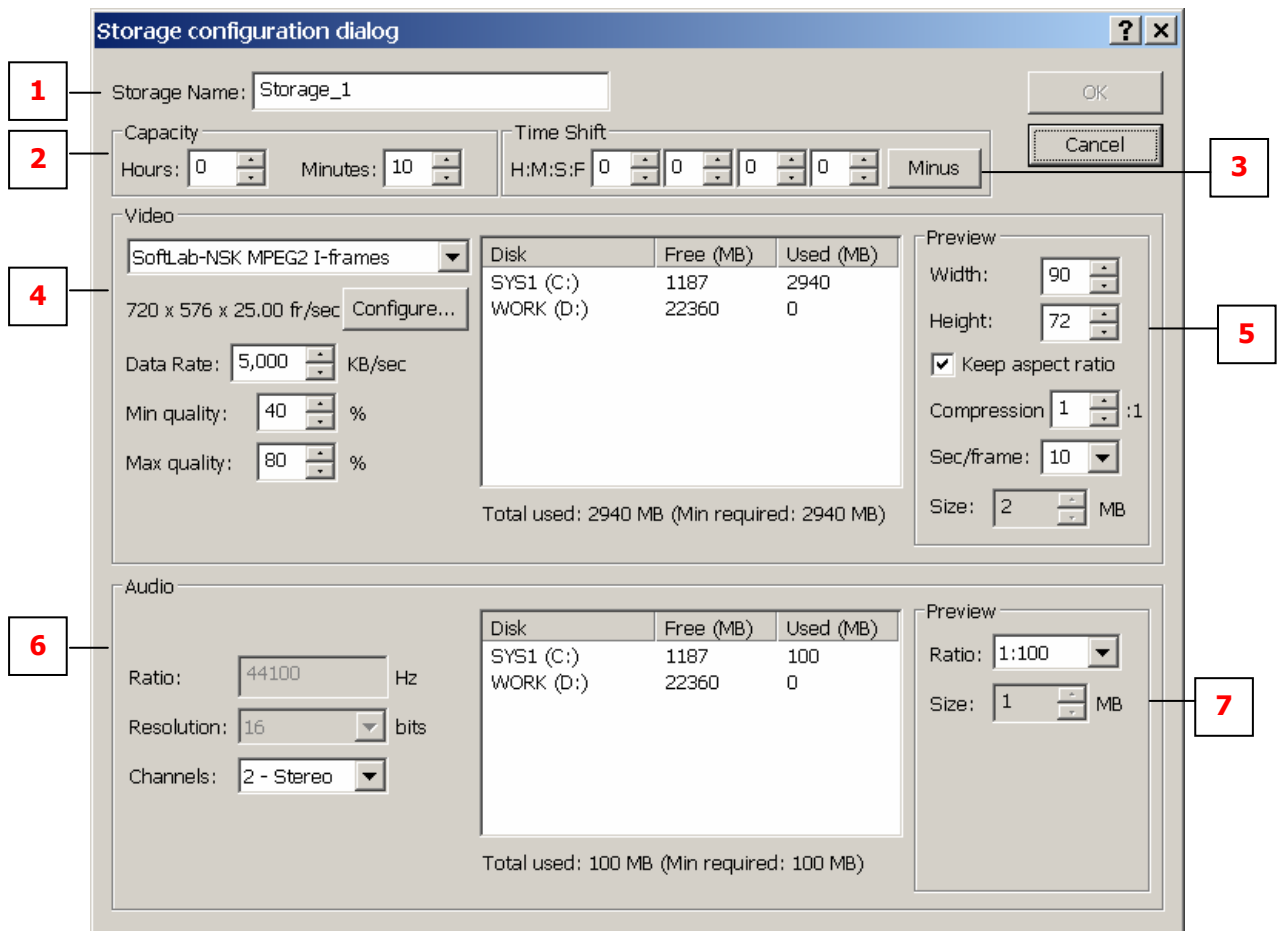 Storage configuration dialog
1
Storage Name: Storage_1
OK
Cancel
2
Capacity
Hours: 0 Minutes: 10
Time Shift
H:M:S:F 0 0 0 0 Minus
3
Video
4
SoftLab-NSK MPEG2 I-frames
720 x 576 x 25.00 fr/sec Configure...
Data Rate: 5,000 KB/sec
Min quality: 40 %
Max quality: 80 %
Disk Free (MB) Used (MB)
SYS1 (C:) 1187 2940
WORK (D:) 22360 0
Total used: 2940 MB (Min required: 2940 MB)
Preview
Width: 90
Height: 72
Keep aspect ratio
Compression 1 :1
Sec/frame: 10
Size: 2 MB
5
Audio
6
Ratio: 44100 Hz
Resolution: 16 bits
Channels: 2 - Stereo
Disk Free (MB) Used (MB)
SYS1 (C:) 1187 100
WORK (D:) 22360 0
Total used: 100 MB (Min required: 100 MB)
Preview
Ratio: 1:100
Size: 1 MB
7